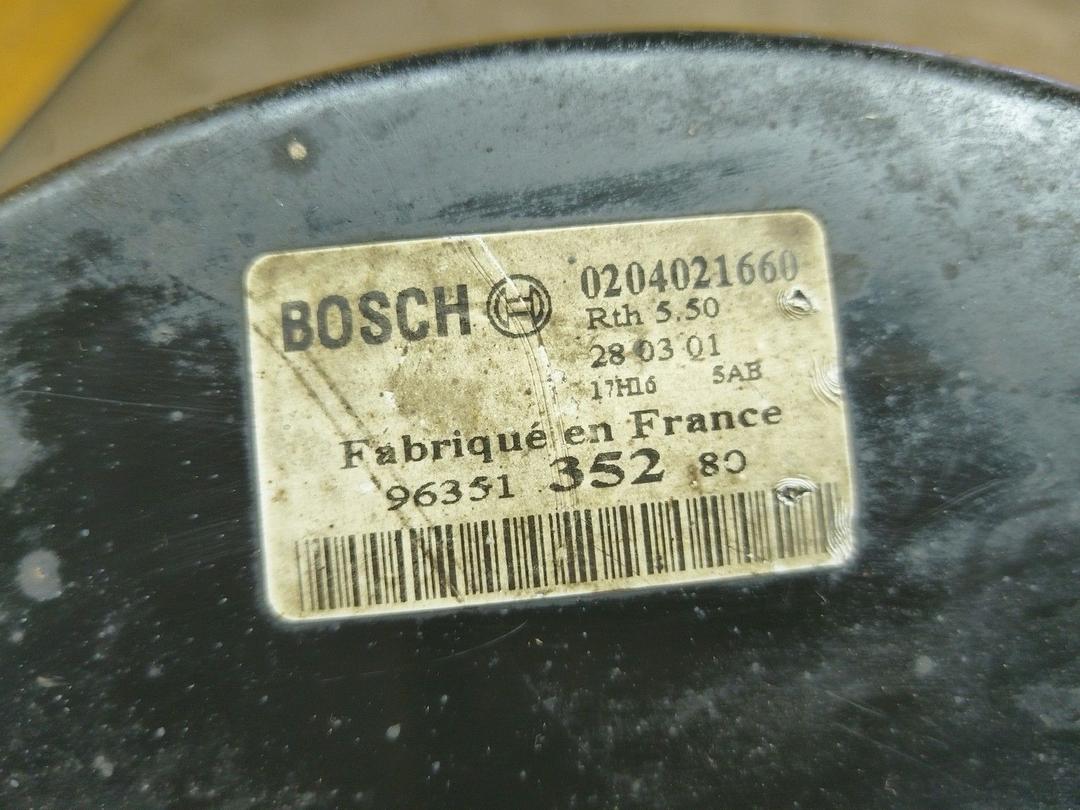 BOSCH 0204021660
Rth 5.50
28 03 01
17H16 5AB
Fabriqué en France
96351 352 80